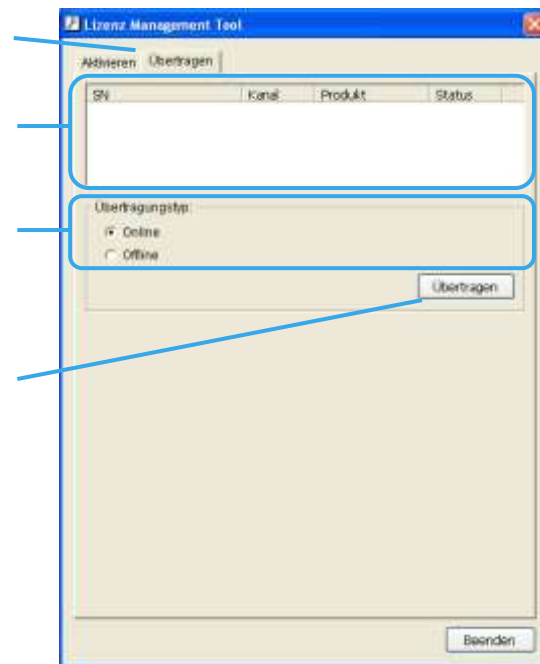 Lizenz Management Tool
Aktivieren Übertragen
SN Kanal Produkt Status
Übertragungstyp:
Online
Offline
Übertragen
Beenden